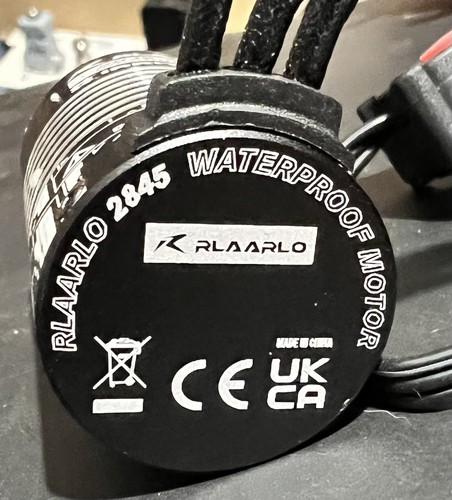 RLAARLO 2845 WATERPROOF MOTOR
RLAARLO
MADE IN CHINA
CE
UK
CA